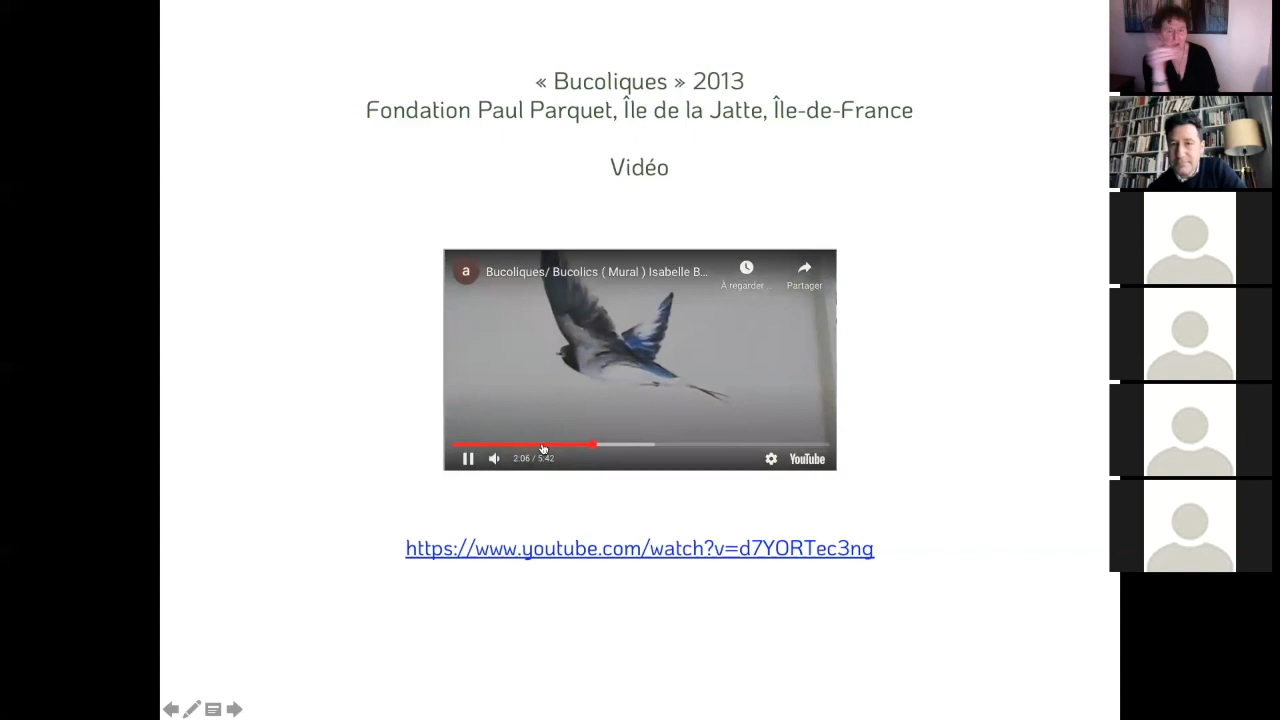 « Bucoliques » 2013
Fondation Paul Parquet, Île de la Jatte, Île-de-France
Vidéo
a
Bucoliques/ Bucolics ( Mural ) Isabelle B...
À regarder ...
Partager
2:06 / 5:42
YouTube
https://www.youtube.com/watch?v=d7YORTec3ng